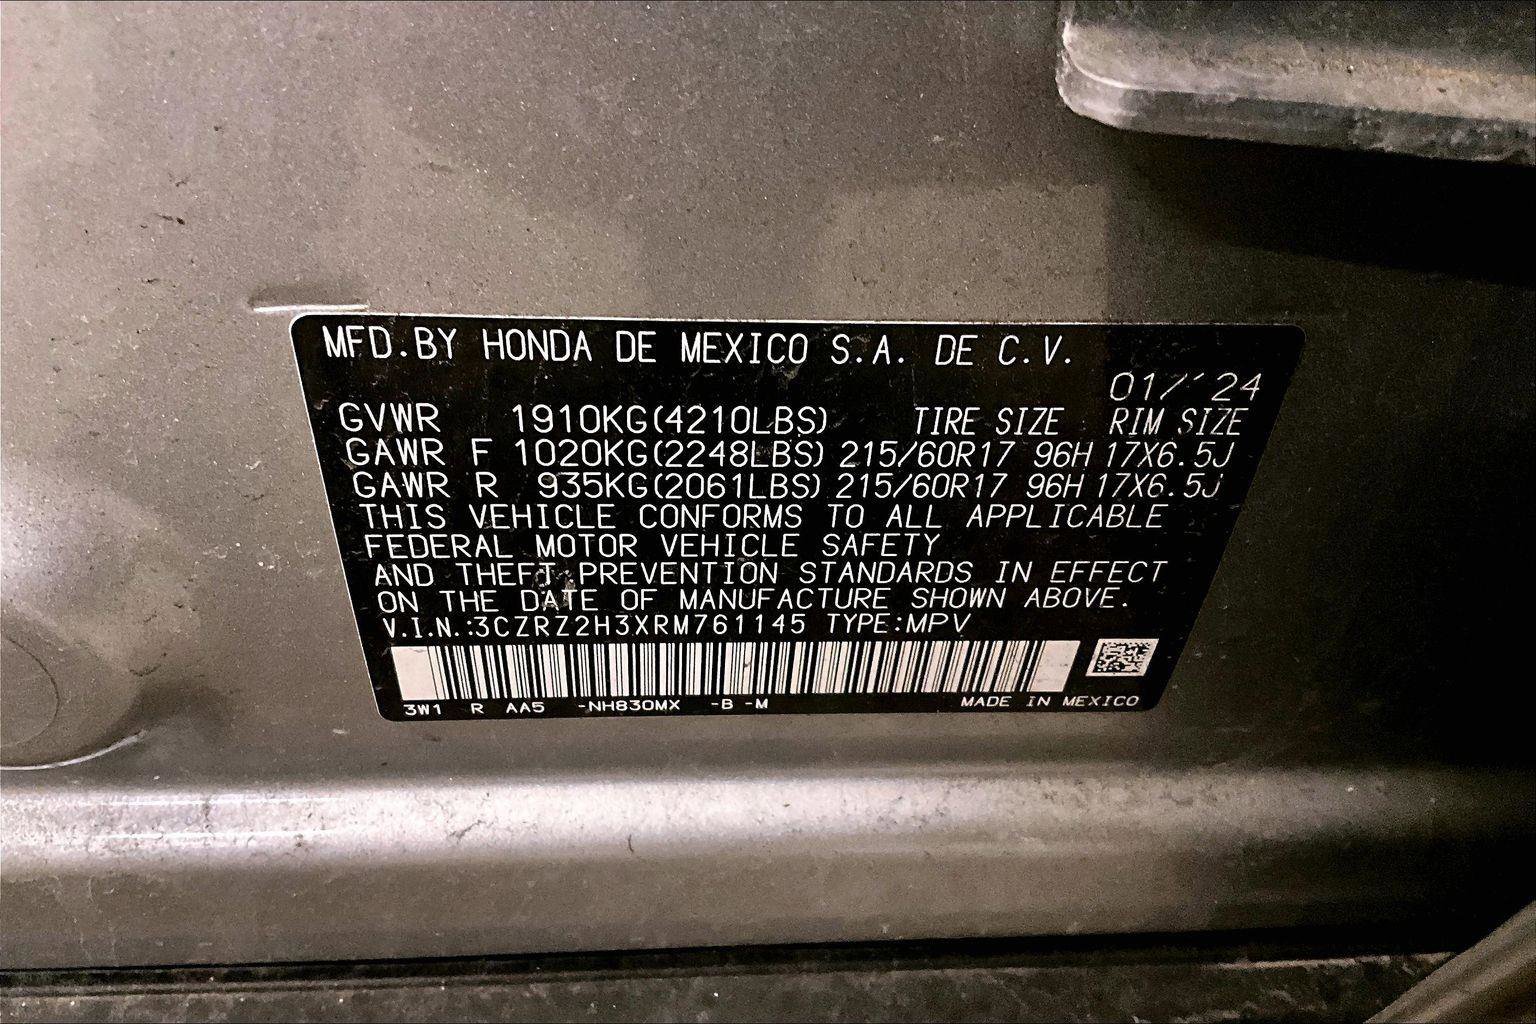 MFD.BY HONDA DE MEXICO S.A. DE C.V.
01/'24
GVWR 1910KG(4210LBS) TIRE SIZE RIM SIZE
GAWR F 1020KG(2248LBS) 215/60R17 96H 17X6.5J
GAWR R 935KG(2061LBS) 215/60R17 96H 17X6.5J
THIS VEHICLE CONFORMS TO ALL APPLICABLE
FEDERAL MOTOR VEHICLE SAFETY
AND THEFT PREVENTION STANDARDS IN EFFECT
ON THE DATE OF MANUFACTURE SHOWN ABOVE.
V.I.N.:3CZRZ2H3XRM761145 TYPE:MPV
3W1 R AA5 -NH830MX -B -M MADE IN MEXICO